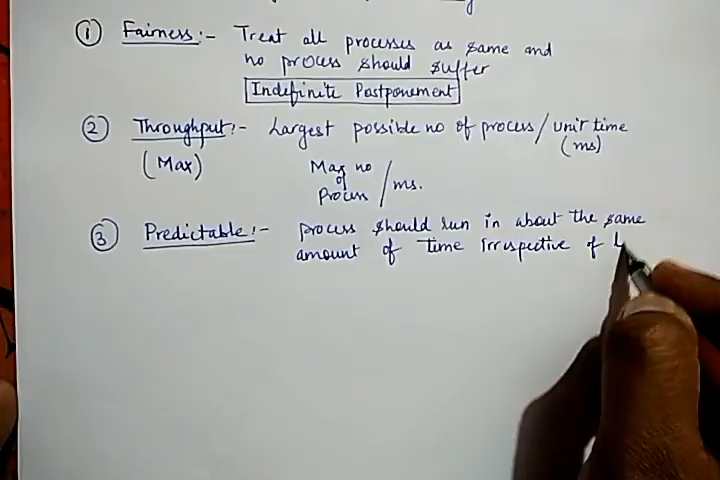 ① Fairness :- Treat all processes as same and
no process should suffer
Indefinite Postponement
② Throughput :- Largest possible no of process / unit time
(Max) (ms)
Max no
of
Process / ms.
③ Predictable :- process should run in about the same
amount of time irrespective of